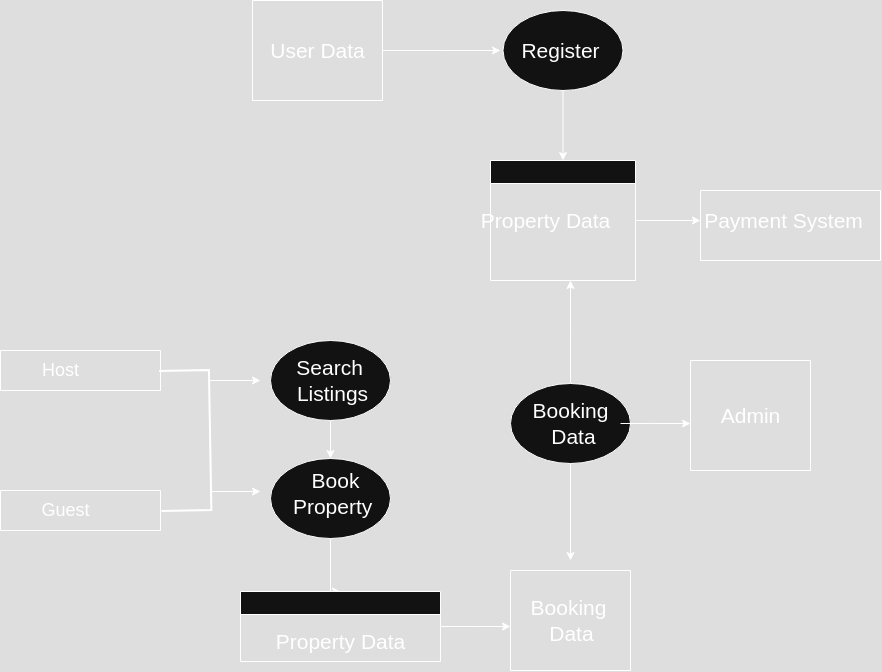 User Data
Register
Property Data
Payment System
Host
Search
Listings
Booking
Data
Admin
Book
Property
Guest
Booking
Data
Property Data